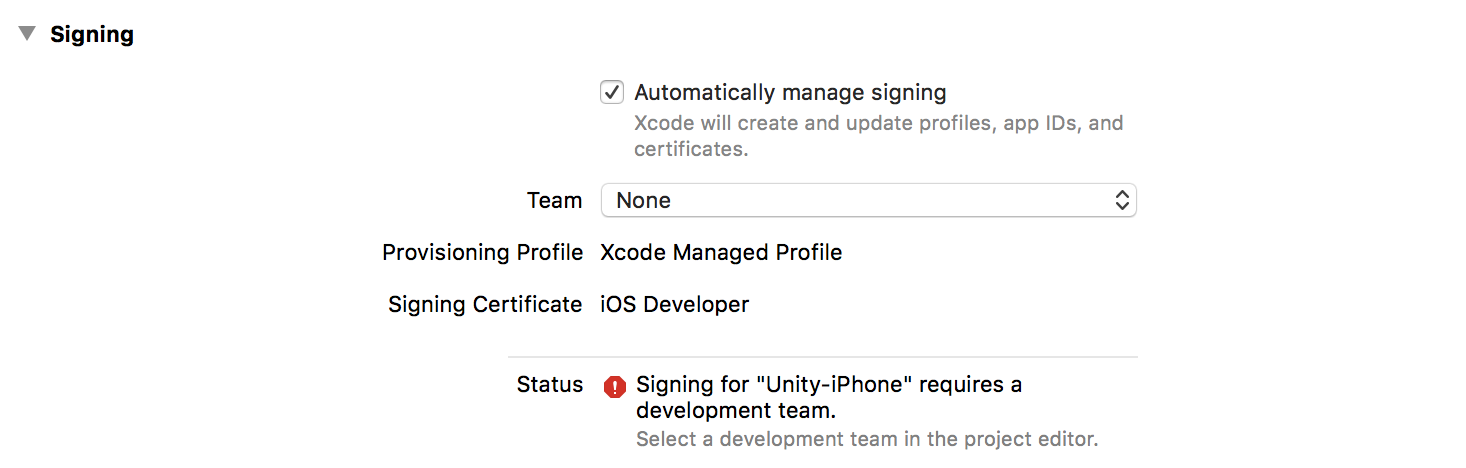 Signing
Automatically manage signing
Xcode will create and update profiles, app IDs, and
certificates.
Team None
Provisioning Profile Xcode Managed Profile
Signing Certificate iOS Developer
Status Signing for "Unity-iPhone" requires a
development team.
Select a development team in the project editor.